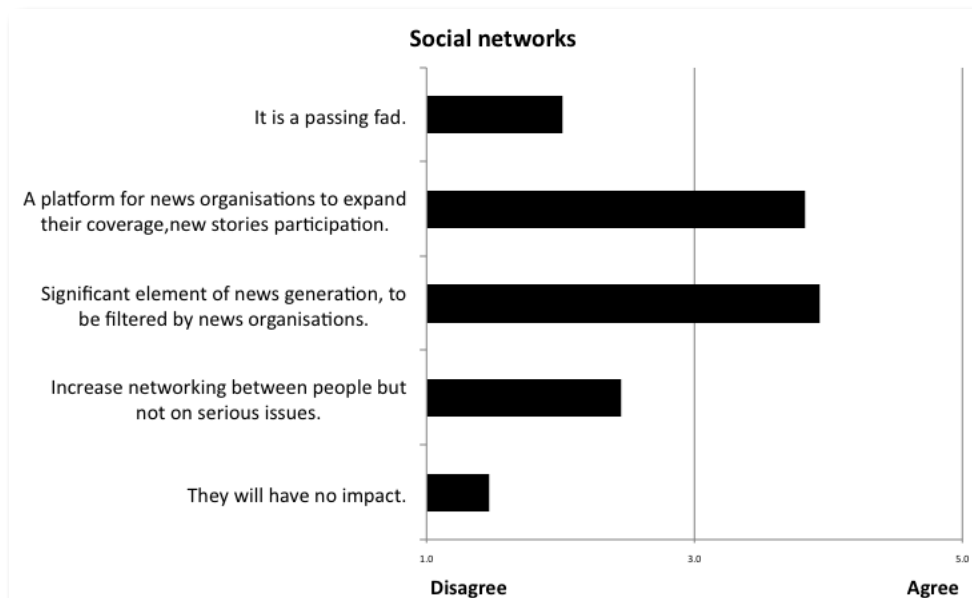 Social networks
It is a passing fad.
A platform for news organisations to expand
their coverage,new stories participation.
Significant element of news generation, to
be filtered by news organisations.
Increase networking between people but
not on serious issues.
They will have no impact.
1.0 3.0 5.0
Disagree Agree